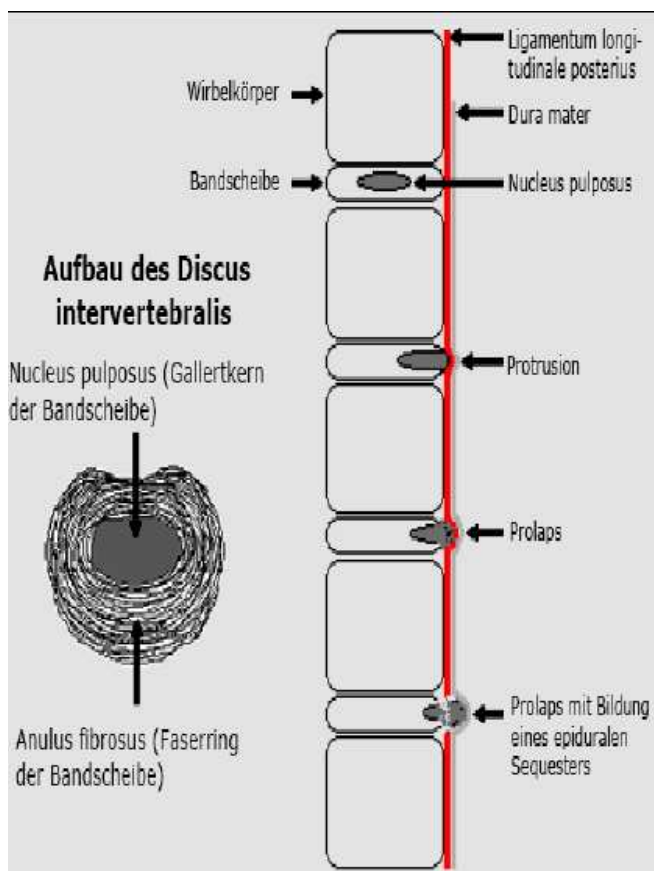 Ligamentum longi-
tudinale posterius
Wirbelkörper
Dura mater
Bandscheibe
Nucleus pulposus
Aufbau des Discus
intervertebralis
Nucleus pulposus (Gallertkern
der Bandscheibe)
Protrusion
Prolaps
Anulus fibrosus (Faserring
der Bandscheibe)
Prolaps mit Bildung
eines epiduralen
Sequesters